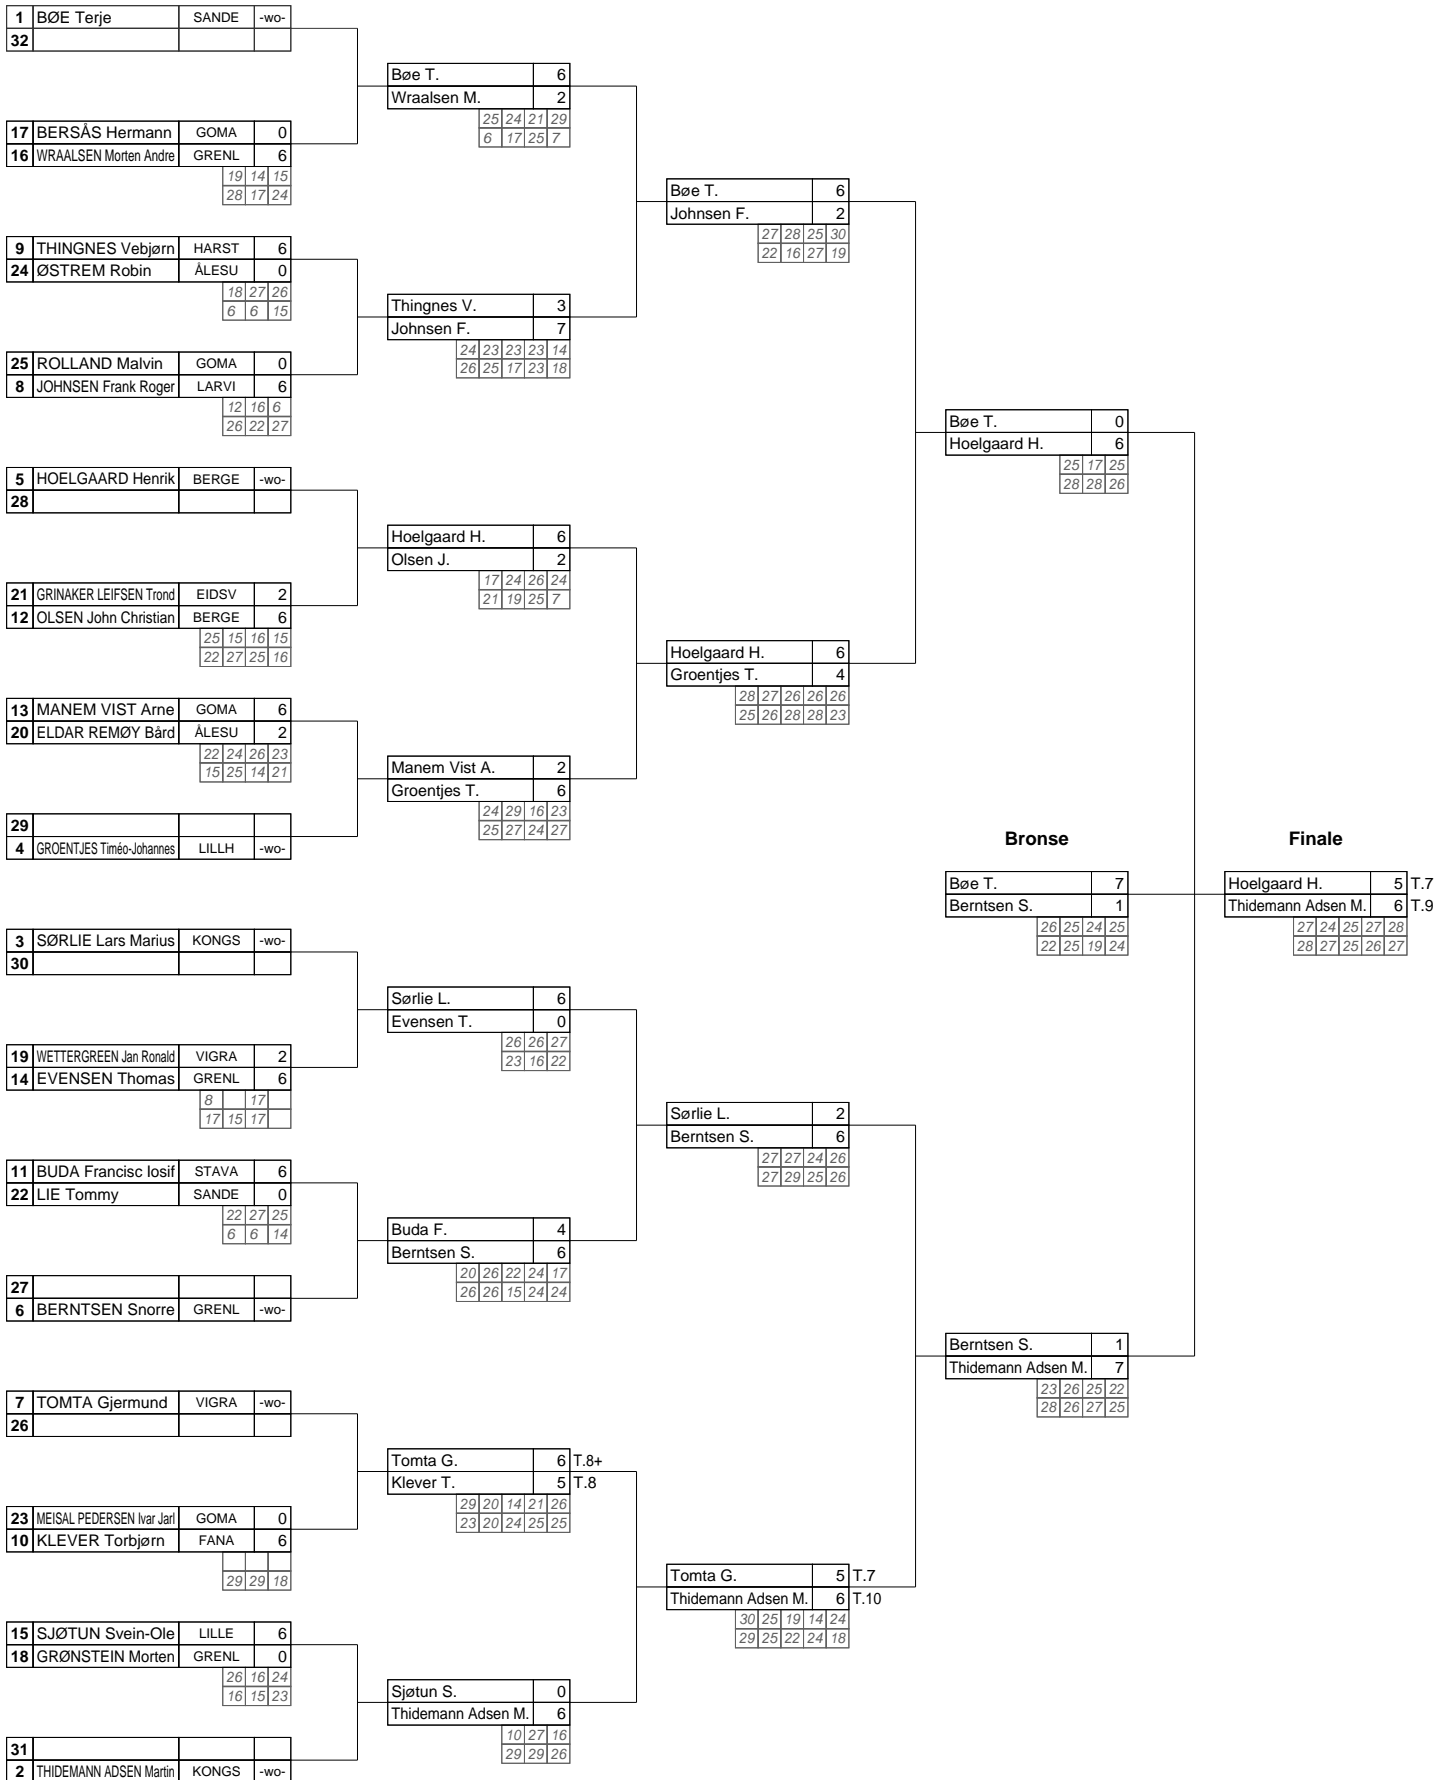 1 BØE Terje SANDE -wo-
32
Bøe T. 6
Wraalsen M. 2
25 24 21 29
6 17 25 7
17 BERSÅS Hermann GOMA 0
16 WRAALSEN Morten Andre GRENL 6
19 14 15
28 17 24
Bøe T. 6
Johnsen F. 2
27 28 25 30
22 16 27 19
9 THINGNES Vebjørn HARST 6
24 ØSTREM Robin ÅLESU 0
18 27 26
6 6 15
Thingnes V. 3
Johnsen F. 7
24 23 23 23 14
26 25 17 23 18
25 ROLLAND Malvin GOMA 0
8 JOHNSEN Frank Roger LARVI 6
12 16 6
26 22 27
Bøe T. 0
Hoelgaard H. 6
25 17 25
28 28 26
5 HOELGAARD Henrik BERGE -wo-
28
Hoelgaard H. 6
Olsen J. 2
17 24 26 24
21 19 25 7
21 GRINAKER LEIFSEN Trond EIDSV 2
12 OLSEN John Christian BERGE 6
25 15 16 15
22 27 25 16
Hoelgaard H. 6
Groentjes T. 4
28 27 26 26 26
25 26 28 28 23
13 MANEM VIST Arne GOMA 6
20 ELDAR REMØY Bård ÅLESU 2
22 24 26 23
15 25 14 21
Manem Vist A. 2
Groentjes T. 6
24 29 16 23
25 27 24 27
29
4 GROENTJES Timéo-Johannes LILLH -wo-
Bronse
Finale
Bøe T. 7
Berntsen S. 1
26 25 24 25
22 25 19 24
Hoelgaard H. 5 T.7
Thidemann Adsen M. 6 T.9
27 24 25 27 28
28 27 25 26 27
3 SØRLIE Lars Marius KONGS -wo-
30
Sørlie L. 6
Evensen T. 0
26 26 27
23 16 22
19 WETTERGREEN Jan Ronald VIGRA 2
14 EVENSEN Thomas GRENL 6
8 17
17 15 17
Sørlie L. 2
Berntsen S. 6
27 27 24 26
27 29 25 26
11 BUDA Francisc Iosif STAVA 6
22 LIE Tommy SANDE 0
22 27 25
6 6 14
Buda F. 4
Berntsen S. 6
20 26 22 24 17
26 26 15 24 24
27
6 BERNTSEN Snorre GRENL -wo-
Berntsen S. 1
Thidemann Adsen M. 7
23 26 25 22
28 26 27 25
7 TOMTA Gjermund VIGRA -wo-
26
Tomta G. 6 T.8+
Klever T. 5 T.8
29 20 14 21 26
23 20 24 25 25
23 MEISAL PEDERSEN Ivar Jarl GOMA 0
10 KLEVER Torbjørn FANA 6
29 29 18
Tomta G. 5 T.7
Thidemann Adsen M. 6 T.10
30 25 19 14 24
29 25 22 24 18
15 SJØTUN Svein-Ole LILLE 6
18 GRØNSTEIN Morten GRENL 0
26 16 24
16 15 23
Sjøtun S. 0
Thidemann Adsen M. 6
10 27 16
29 29 26
31
2 THIDEMANN ADSEN Martin KONGS -wo-